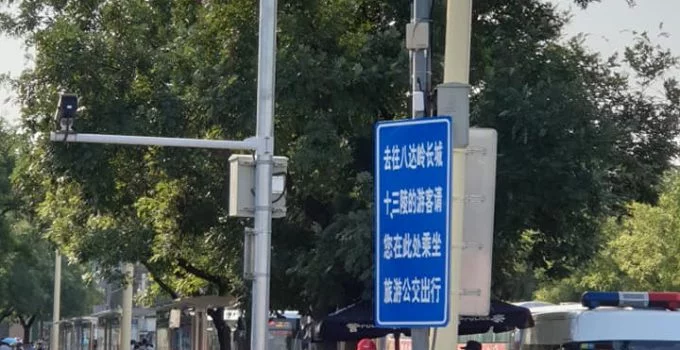 去往八达岭长城
十三陵的游客请
您在此处乘坐
旅游公交出行